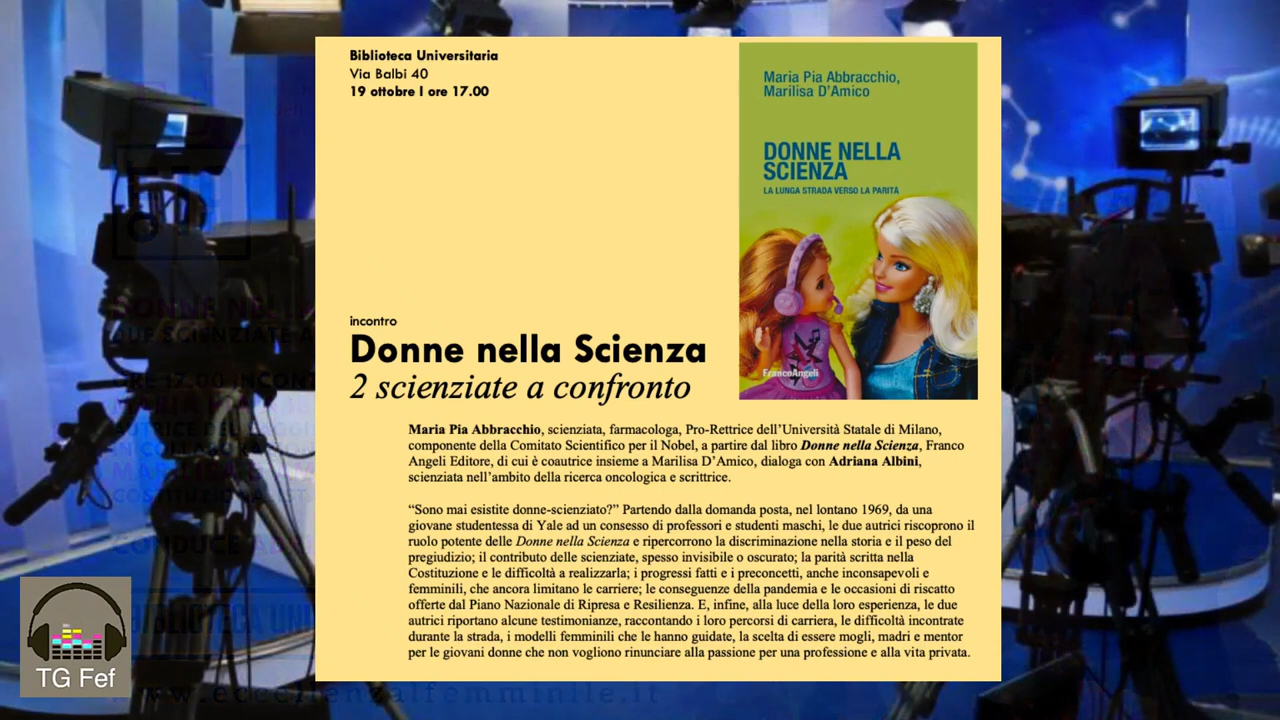 Biblioteca Universitaria
Via Balbi 40
19 ottobre I ore 17.00
Maria Pia Abbracchio,
Marilisa D'Amico
DONNE NELLA
SCIENZA
LA LUNGA STRADA VERSO LA PARITÀ
FrancoAngeli
incontro
Donne nella Scienza
2 scienziate a confronto
Maria Pia Abbracchio, scienziata, farmacologa, Pro-Rettrice dell'Università Statale di Milano,
componente della Comitato Scientifico per il Nobel, a partire dal libro Donne nella Scienza, Franco
Angeli Editore, di cui è coautrice insieme a Marilisa D'Amico, dialoga con Adriana Albini,
scienziata nell'ambito della ricerca oncologica e scrittrice.
“Sono mai esistite donne-scienziato?” Partendo dalla domanda posta, nel lontano 1969, da una
giovane studentessa di Yale ad un consesso di professori e studenti maschi, le due autrici riscoprono il
ruolo potente delle Donne nella Scienza e ripercorrono la discriminazione nella storia e il peso del
pregiudizio; il contributo delle scienziate, spesso invisibile o oscurato; la parità scritta nella
Costituzione e le difficoltà a realizzarla; i progressi fatti e i preconcetti, anche inconsapevoli e
femminili, che ancora limitano le carriere; le conseguenze della pandemia e le occasioni di riscatto
offerte dal Piano Nazionale di Ripresa e Resilienza. E, infine, alla luce della loro esperienza, le due
autrici riportano alcune testimonianze, raccontando i loro percorsi di carriera, le difficoltà incontrate
durante la strada, i modelli femminili che le hanno guidate, la scelta di essere mogli, madri e mentor
per le giovani donne che non vogliono rinunciare alla passione per una professione e alla vita privata.
TG Fef
www.eccellenzalfemminile.it